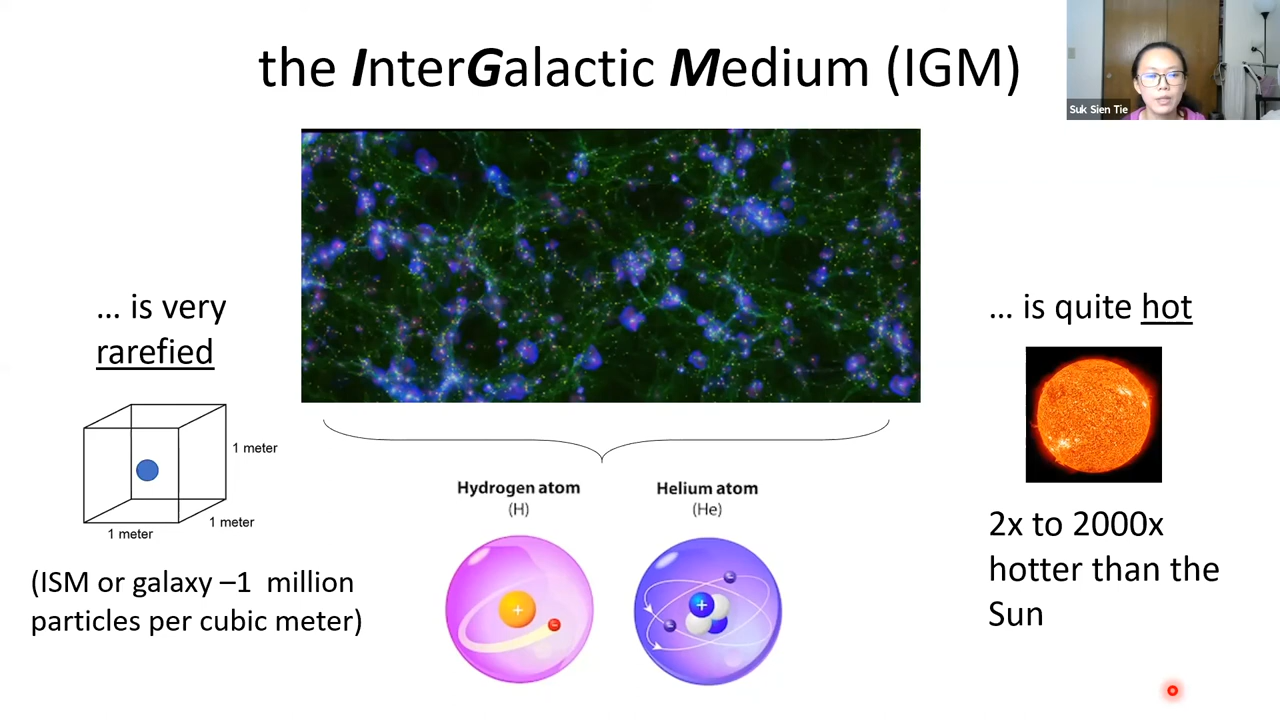 the InterGalactic Medium (IGM)
Suk Sien Tie
... is very
rarefied
1 meter
1 meter
1 meter
(ISM or galaxy –1 million
particles per cubic meter)
Hydrogen atom
(H)
Helium atom
(He)
+
-
+
-
-
... is quite hot
2x to 2000x
hotter than the
Sun